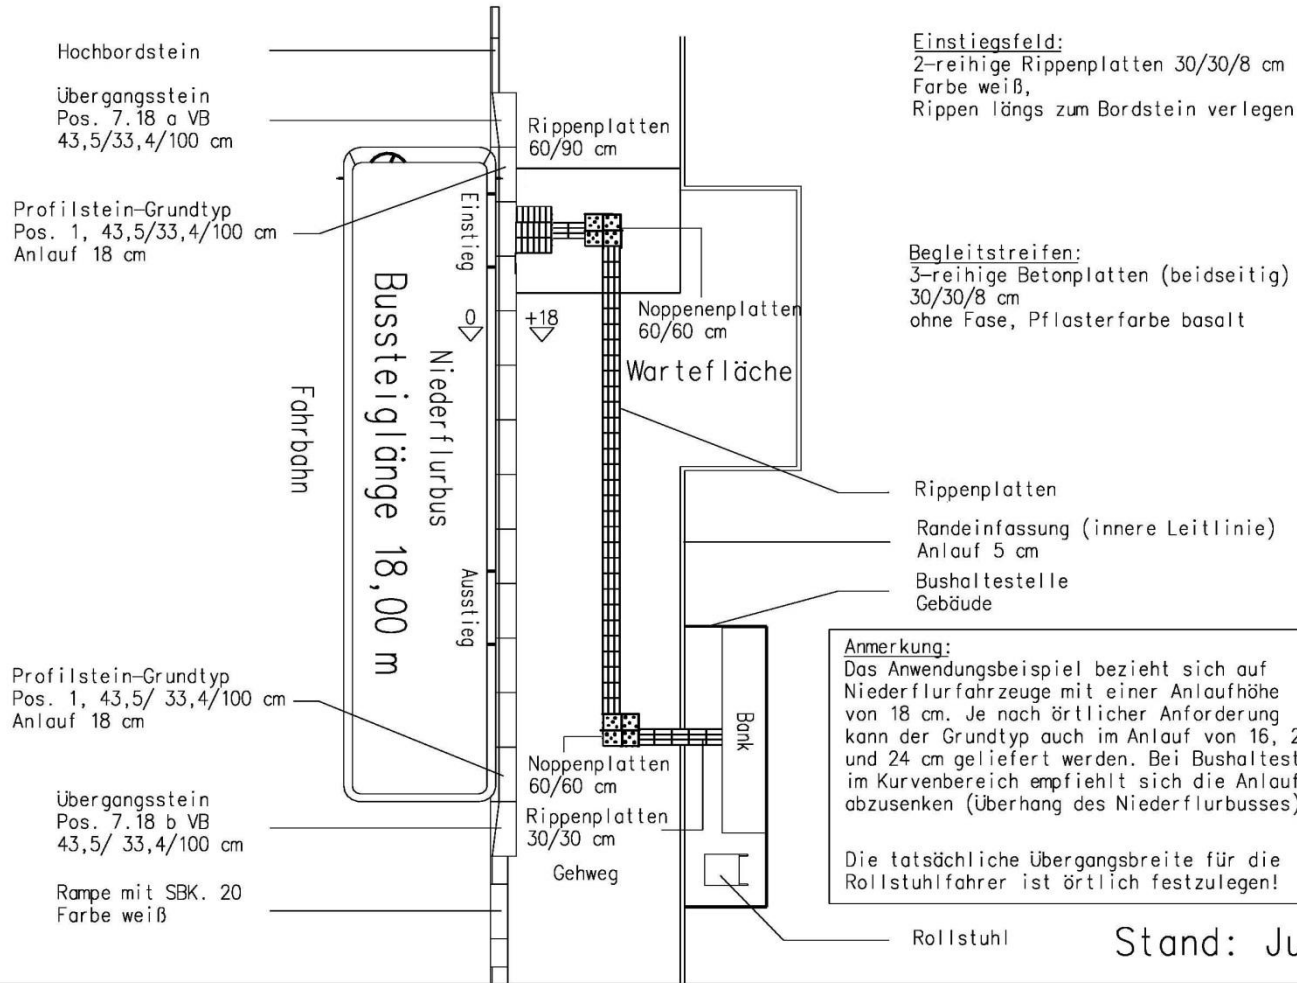 Hochbordstein
Übergangsstein
Pos. 7.18 a VB
43,5/33,4/100 cm
Profilstein-Grundtyp
Pos. 1, 43,5/33,4/100 cm
Anlauf 18 cm
Rippenplatten
60/90 cm
Einstieg
Noppenenplatten
60/60 cm
0
+18
Wartefläche
Fahrbahn
Bussteiglänge 18,00 m
Niederflurbus
Ausstieg
Einstiegsfeld:
2-reihige Rippenplatten 30/30/8 cm
Farbe weiß,
Rippen längs zum Bordstein verlegen
Begleitstreifen:
3-reihige Betonplatten (beidseitig)
30/30/8 cm
ohne Fase, Pflasterfarbe basalt
Rippenplatten
Randeinfassung (innere Leitlinie)
Anlauf 5 cm
Bushaltestelle
Gebäude
Profilstein-Grundtyp
Pos. 1, 43,5/ 33,4/100 cm
Anlauf 18 cm
Übergangsstein
Pos. 7.18 b VB
43,5/ 33,4/100 cm
Rampe mit SBK. 20
Farbe weiß
Noppenplatten
60/60 cm
Rippenplatten
30/30 cm
Gehweg
Bank
Anmerkung:
Das Anwendungsbeispiel bezieht sich auf
Niederflurfahrzeuge mit einer Anlaufhöhe
von 18 cm. Je nach örtlicher Anforderung
kann der Grundtyp auch im Anlauf von 16,
und 24 cm geliefert werden. Bei
im Kurvenbereich empfiehlt sich die
abzusenken (Überhang des Niederflurbusses)
Die tatsächliche Übergangsbreite für die
Rollstuhlfahrer ist örtlich festzulegen!
Rollstuhl
Stand: